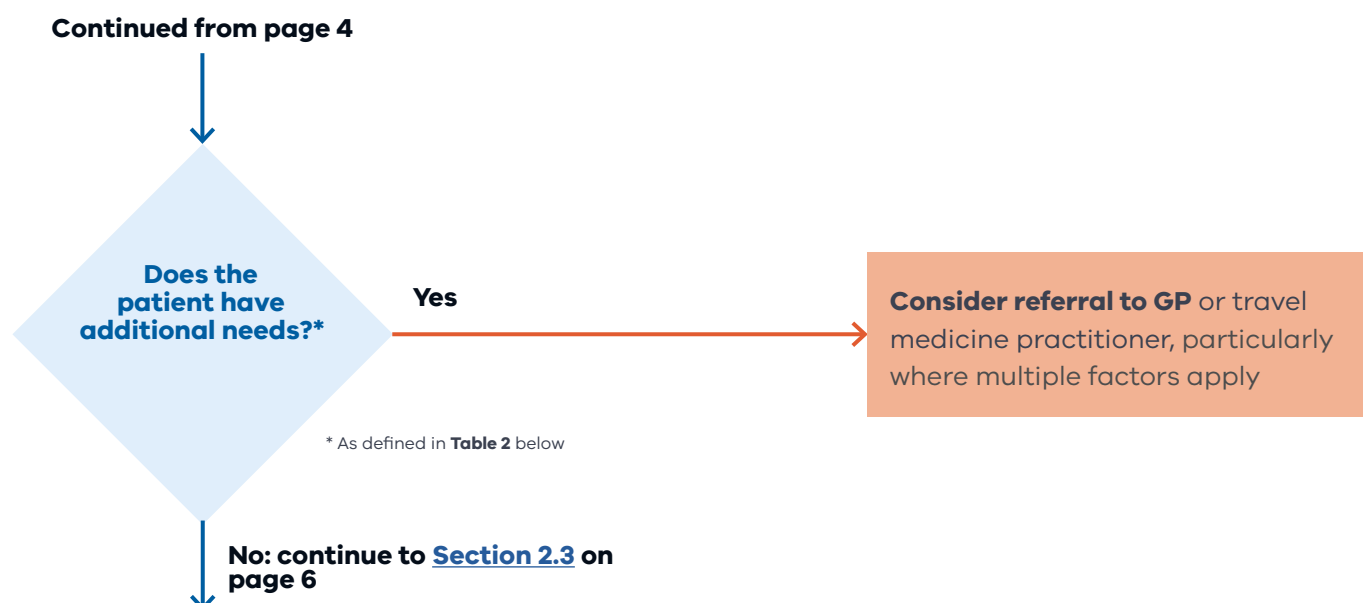 Continued from page 4
Does the
patient have
additional needs?*
Yes
Consider referral to GP or travel
medicine practitioner, particularly
where multiple factors apply
* As defined in Table 2 below
No: continue to Section 2.3 on
page 6